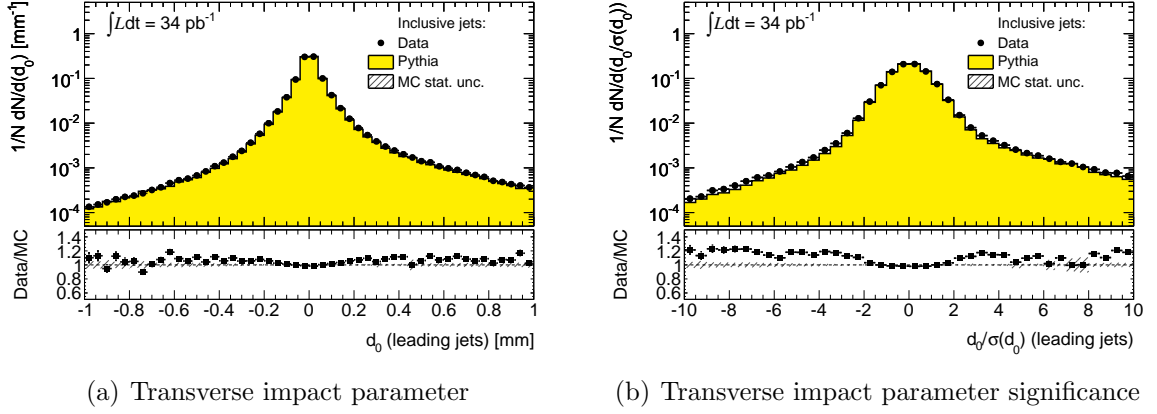 ∫Ldt = 34 pb⁻¹
Inclusive jets:
Data
Pythia
MC stat. unc.
1/N dN/d(d₀) [mm⁻¹]
1
10⁻¹
10⁻²
10⁻³
10⁻⁴
Data/MC
1.4
1.2
1
0.8
0.6
-1 -0.8 -0.6 -0.4 -0.2 0 0.2 0.4 0.6 0.8 1
d₀ (leading jets) [mm]
(a) Transverse impact parameter
∫Ldt = 34 pb⁻¹
Inclusive jets:
Data
Pythia
MC stat. unc.
1/N dN/d(d₀/σ(d₀))
1
10⁻¹
10⁻²
10⁻³
10⁻⁴
Data/MC
1.4
1.2
1
0.8
0.6
-10 -8 -6 -4 -2 0 2 4 6 8 10
d₀/σ(d₀) (leading jets)
(b) Transverse impact parameter significance